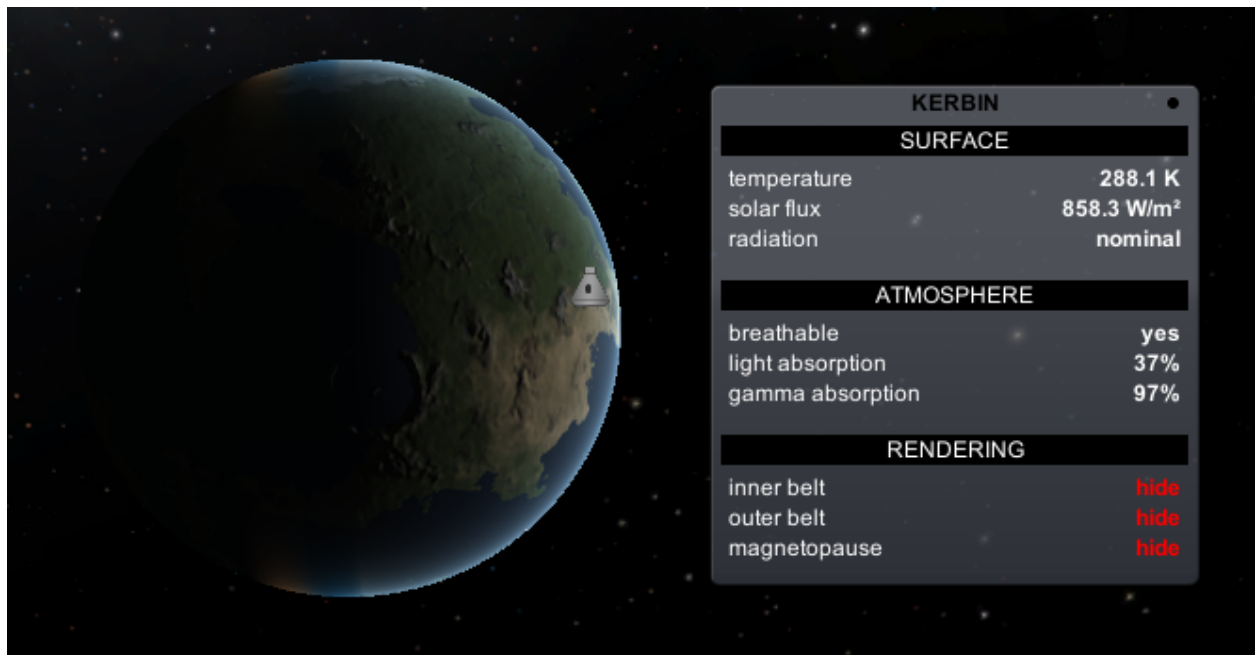 KERBIN
SURFACE
temperature 288.1 K
solar flux 858.3 W/m²
radiation nominal
ATMOSPHERE
breathable yes
light absorption 37%
gamma absorption 97%
RENDERING
inner belt hide
outer belt hide
magnetopause hide